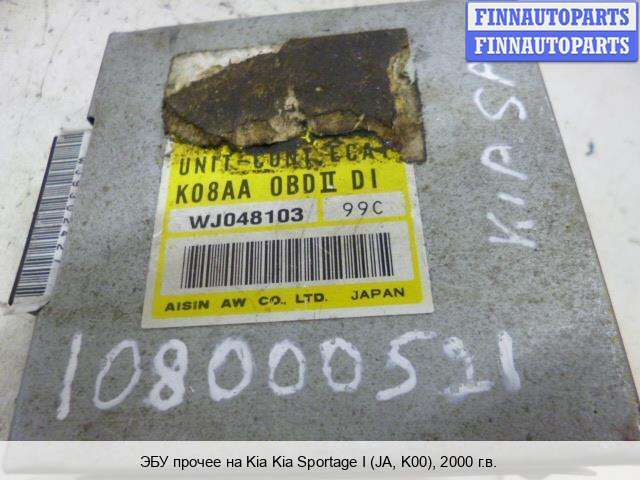 FINNAUTOPARTS
FINNAUTOPARTS
KIA SA
UNIT-CONT ECA
K08AA OBDII DI
WJ048103 99C
AISIN AW CO., LTD. JAPAN
108000521
ЭБУ прочее на Kia Kia Sportage I (JA, K00), 2000 г.в.